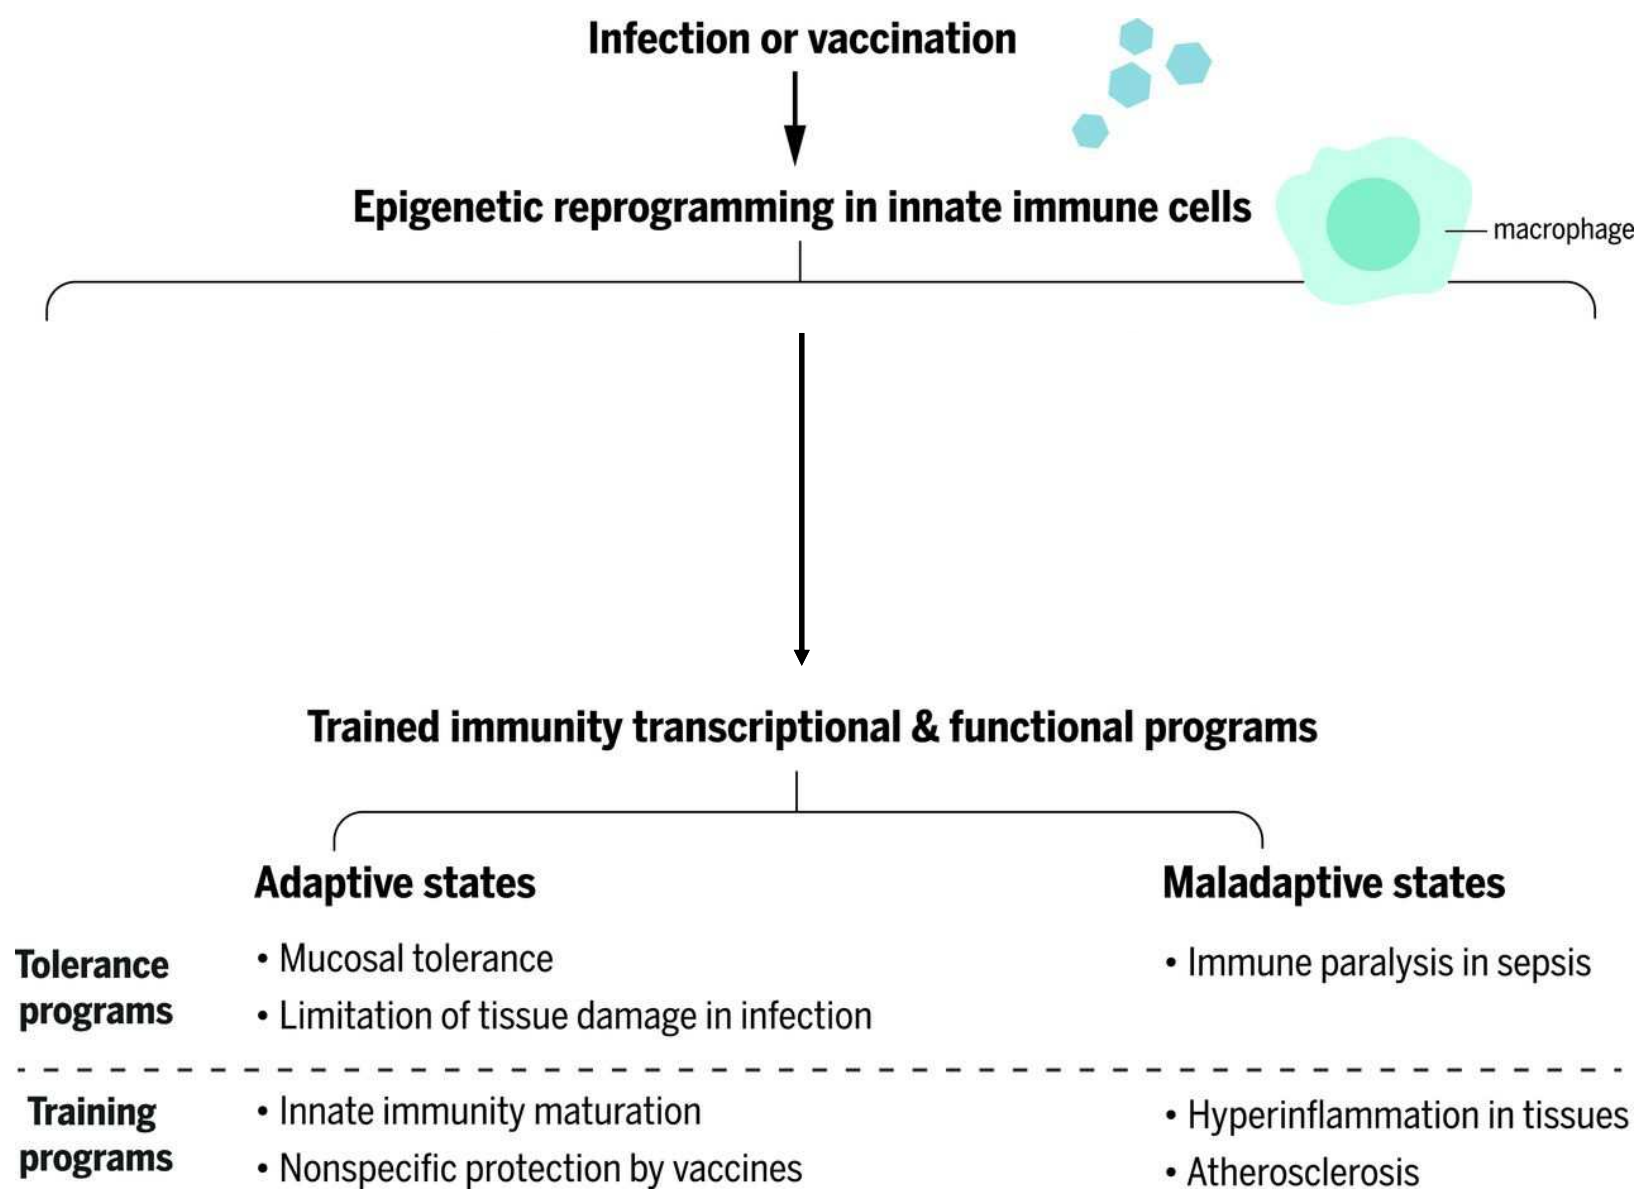 Infection or vaccination
Epigenetic reprogramming in innate immune cells
macrophage
Trained immunity transcriptional & functional programs
Adaptive states
Maladaptive states
Tolerance
programs
• Mucosal tolerance
• Limitation of tissue damage in infection
• Immune paralysis in sepsis
Training
programs
• Innate immunity maturation
• Nonspecific protection by vaccines
• Hyperinflammation in tissues
• Atherosclerosis